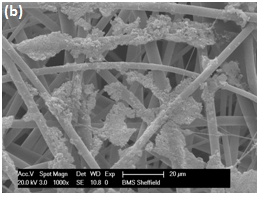 (b)
Acc.V Spot Magn Det WD Exp 20 µm
20.0 kV 3.0 1000x SE 10.8 0 BMS Sheffield